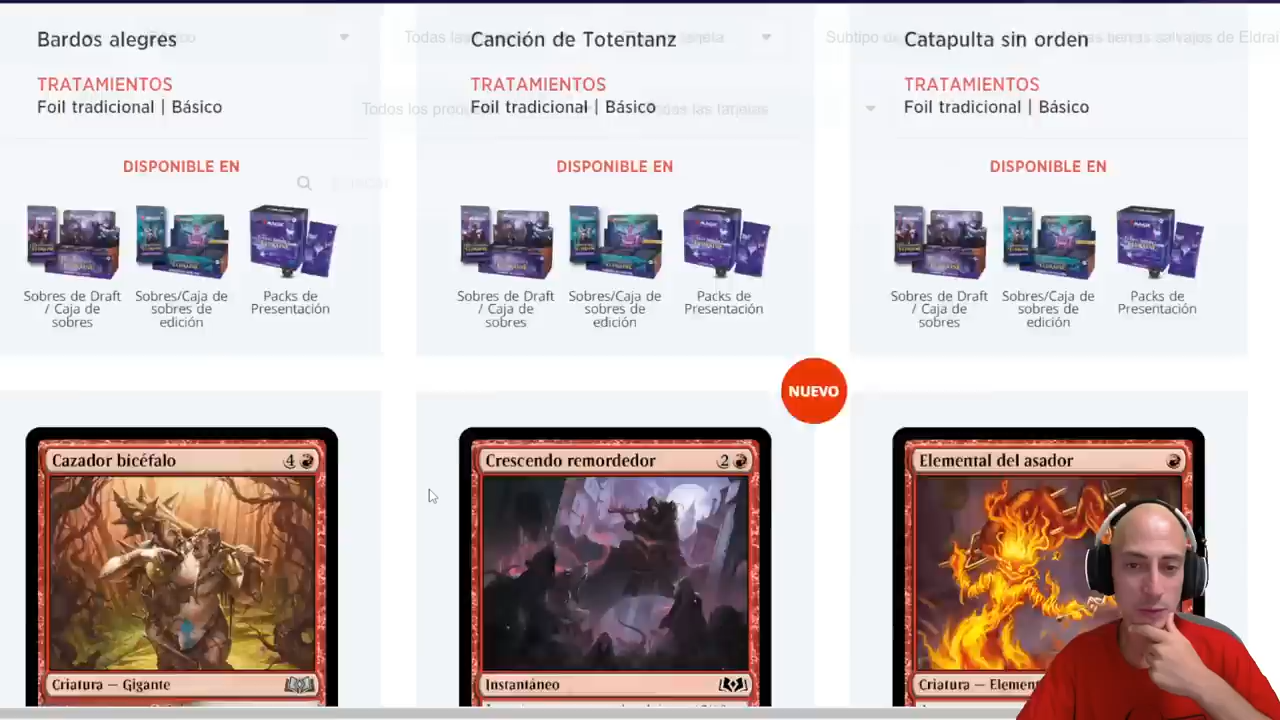 Bardos alegres
Canción de Totentanz
Catapulta sin orden
TRATAMIENTOS
Foil tradicional | Básico
TRATAMIENTOS
Foil tradicional | Básico
TRATAMIENTOS
Foil tradicional | Básico
DISPONIBLE EN
DISPONIBLE EN
DISPONIBLE EN
Sobres de Draft
/ Caja de
sobres
Sobres/Caja de
sobres de
edición
Packs de
Presentación
Sobres de Draft
/ Caja de
sobres
Sobres/Caja de
sobres de
edición
Packs de
Presentación
Sobres de Draft
/ Caja de
sobres
Sobres/Caja de
sobres de
edición
Packs de
Presentación
NUEVO
Cazador bicéfalo 4
Crescendo remordedor 2
Elemental del asador
Criatura — Gigante
Instantáneo
Criatura —